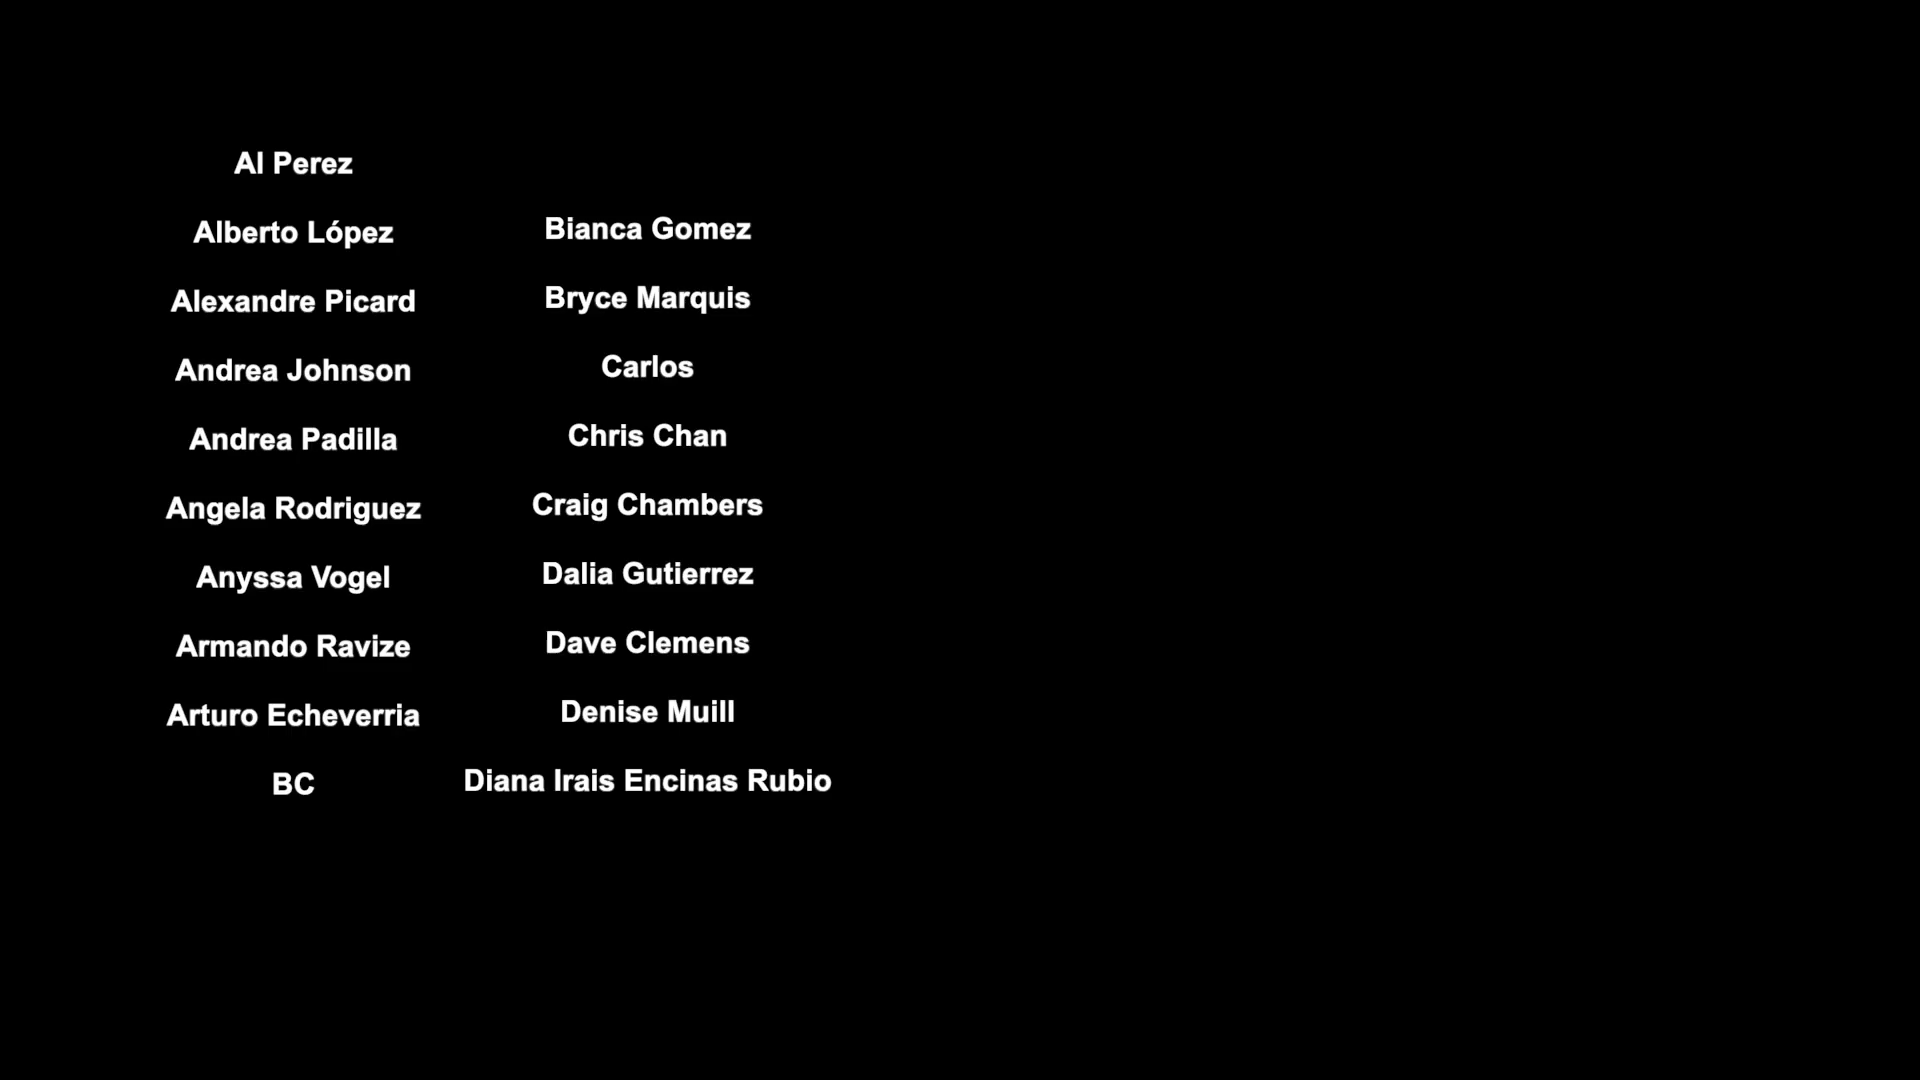 Al Perez
Alberto López
Alexandre Picard
Andrea Johnson
Andrea Padilla
Angela Rodriguez
Anyssa Vogel
Armando Ravize
Arturo Echeverria
BC
Bianca Gomez
Bryce Marquis
Carlos
Chris Chan
Craig Chambers
Dalia Gutierrez
Dave Clemens
Denise Muill
Diana Irais Encinas Rubio